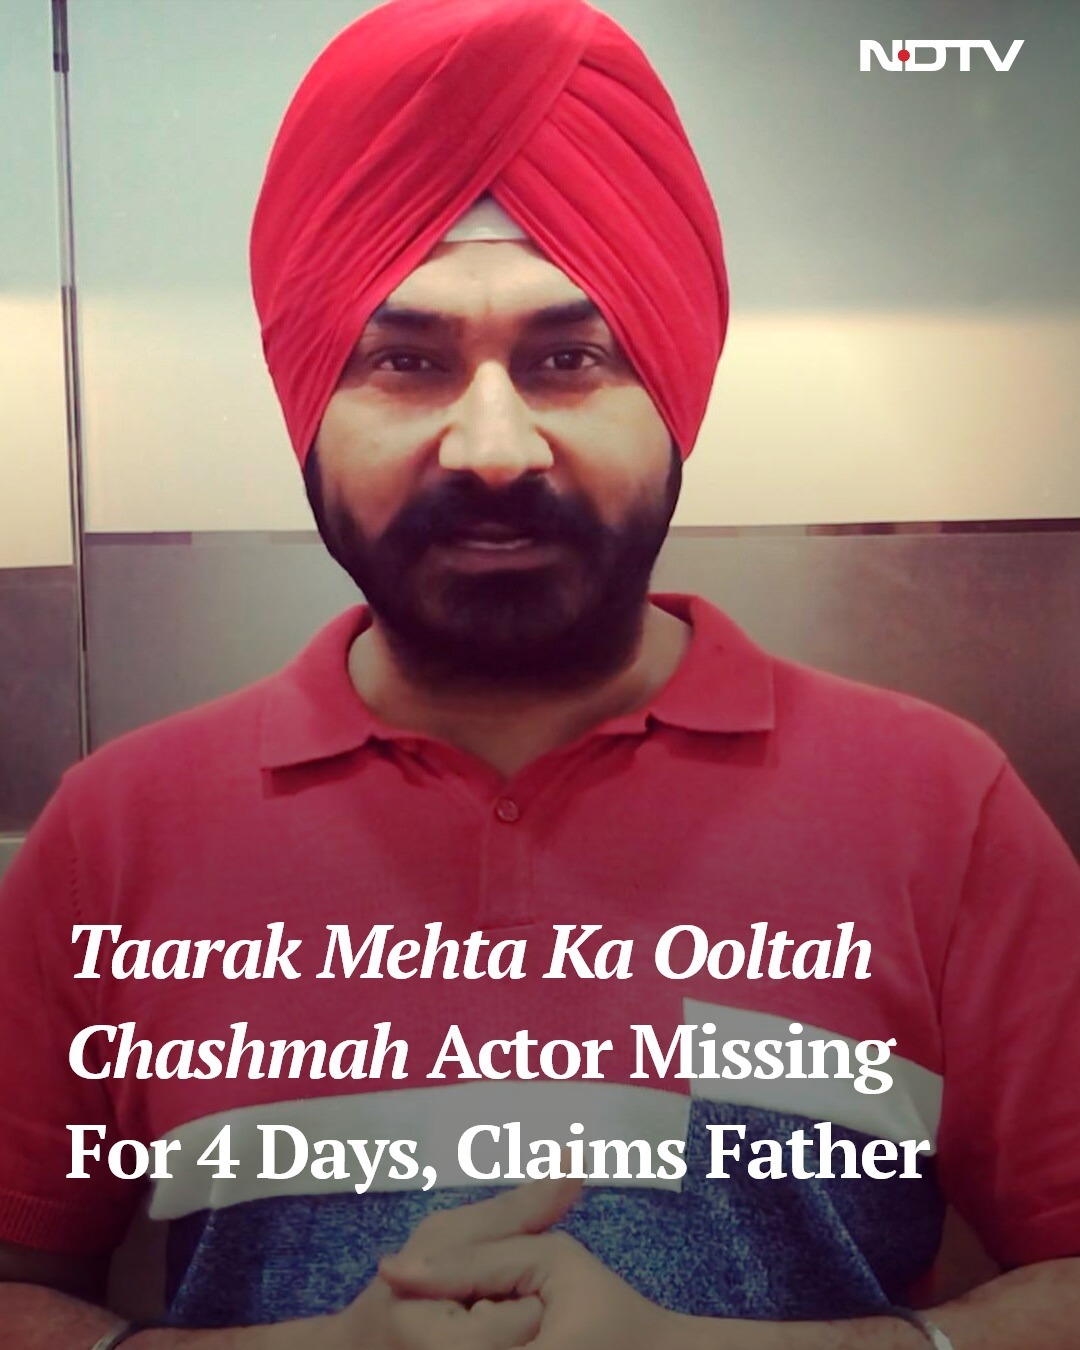 NDTV
Taarak Mehta Ka Ooltah
Chashmah Actor Missing
For 4 Days, Claims Father